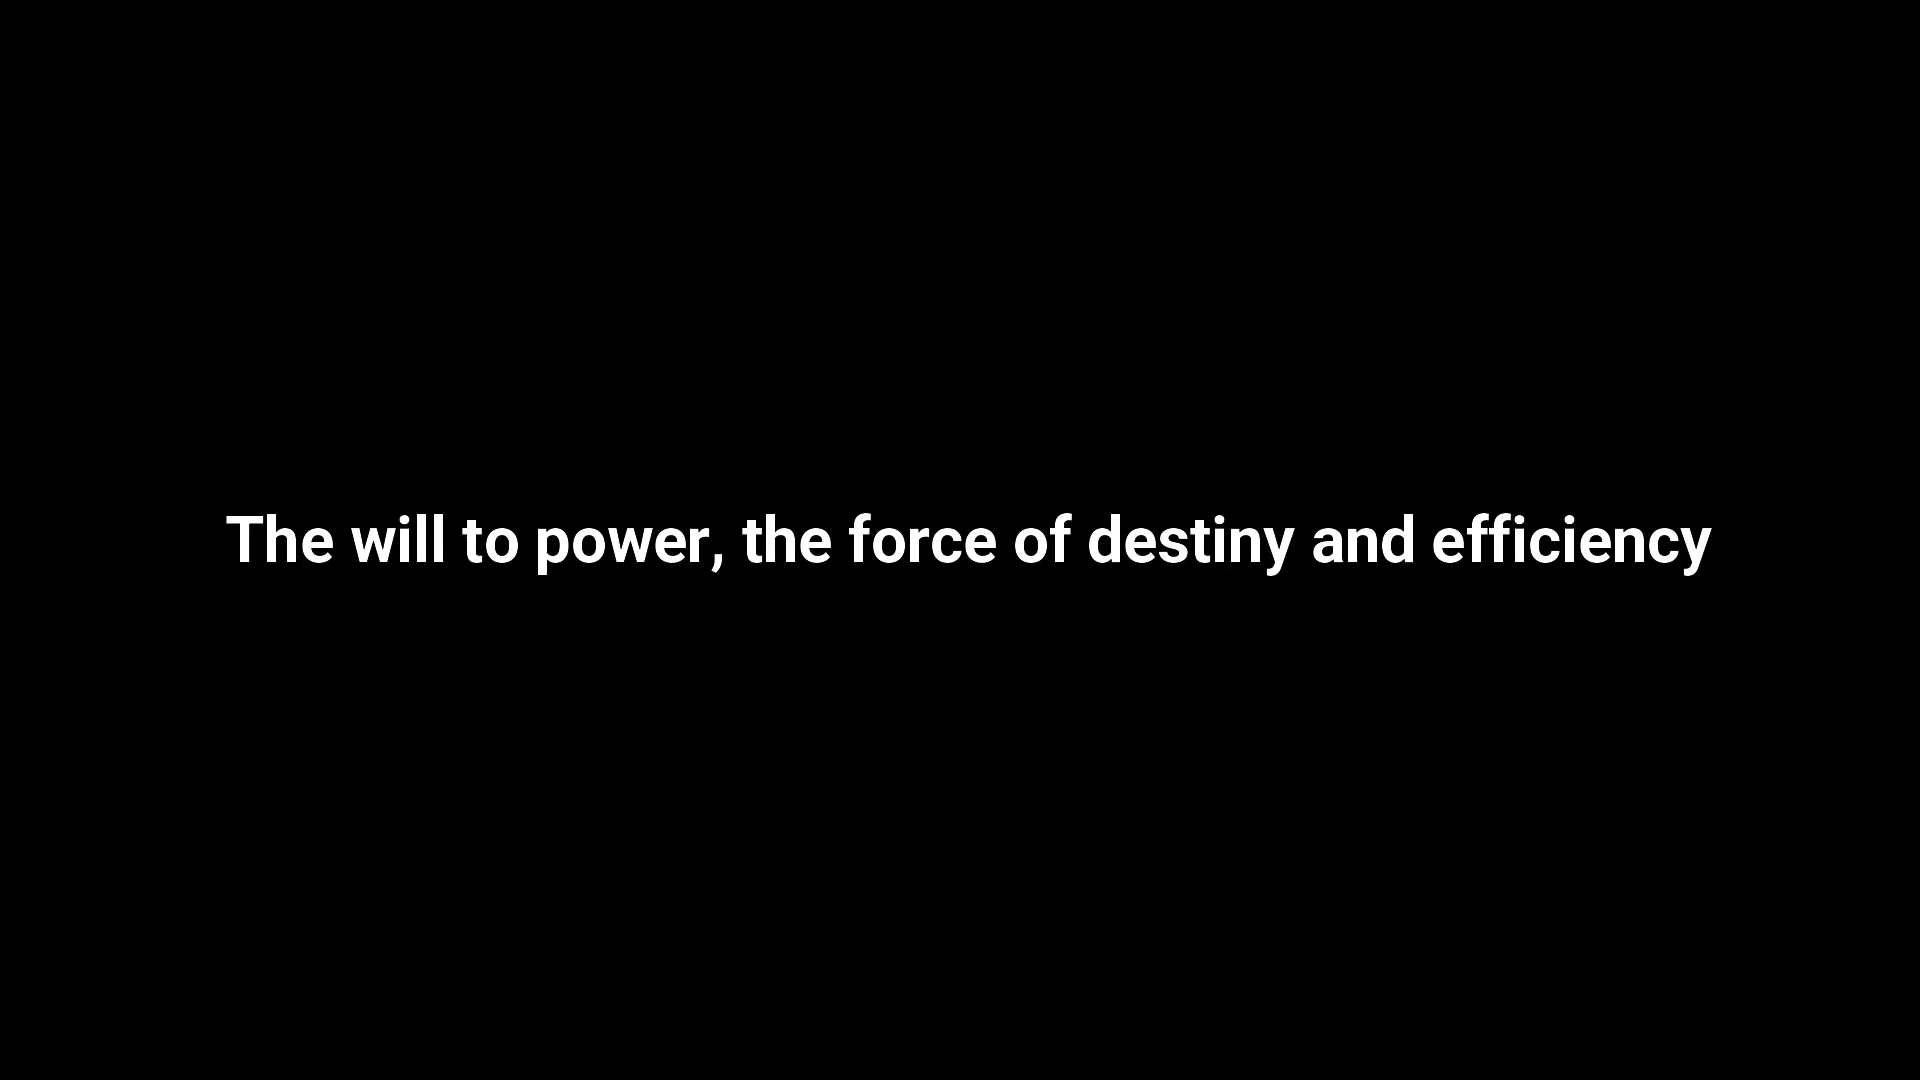 The will to power, the force of destiny and efficiency